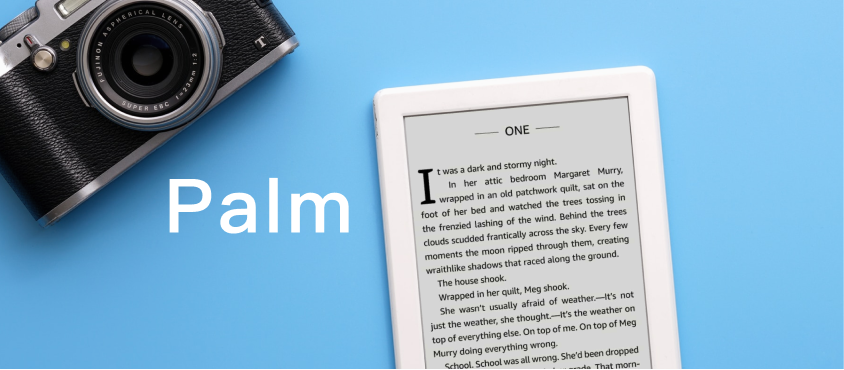 FUJINON ASPHERICAL LENS
SUPER EBC f=23mm 1:2
T
Palm
ONE
It was a dark and stormy night.
In her attic bedroom Margaret Murry,
wrapped in an old patchwork quilt, sat on the
foot of her bed and watched the trees tossing in
the frenzied lashing of the wind. Behind the trees
clouds scudded frantically across the sky. Every few
moments the moon ripped through them, creating
wraithlike shadows that raced along the ground.
The house shook.
Wrapped in her quilt, Meg shook.
She wasn't usually afraid of weather.—It's not
just the weather, she thought.—It's the weather on
top of everything else. On top of me. On top of Meg
Murry doing everything wrong.
School. School was all wrong. She'd been dropped
grade. That morn-